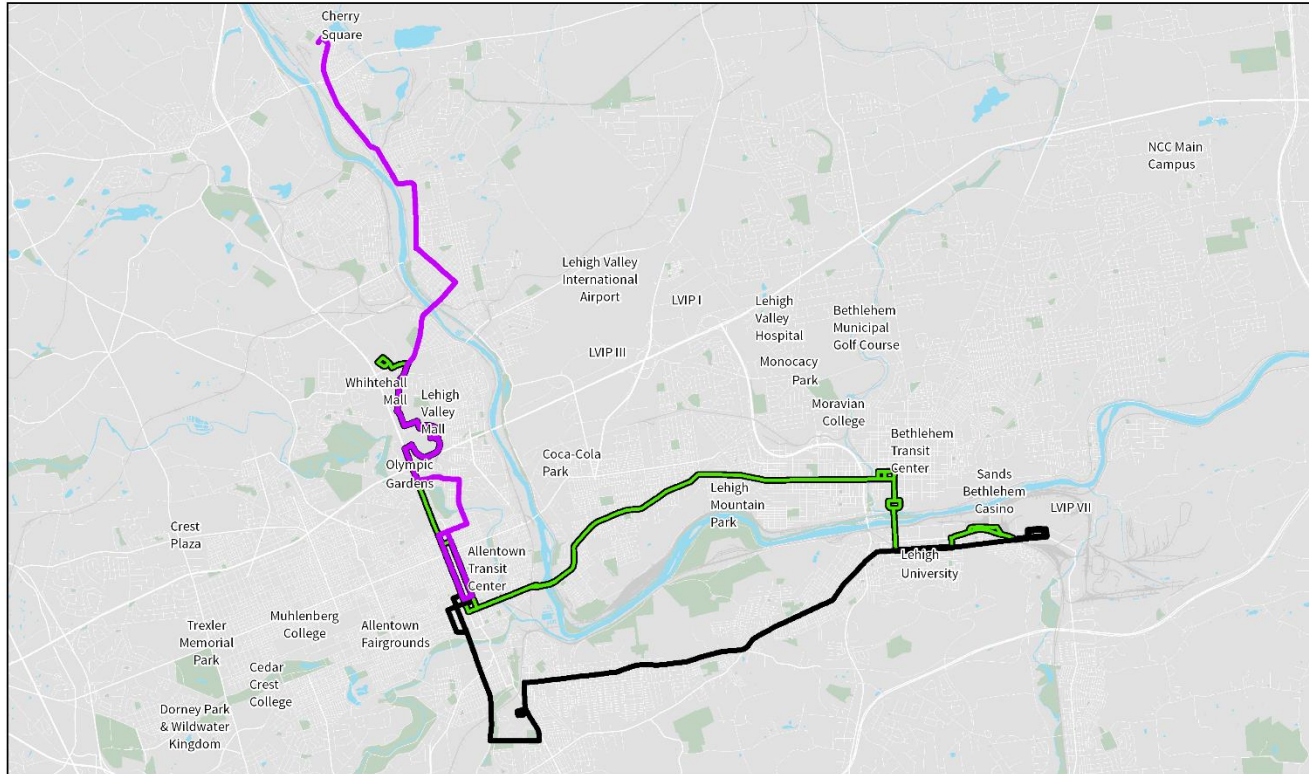 Cherry
Square
NCC Main
Campus
Lehigh Valley
International
Airport
LVIP I
Lehigh
Valley
Hospital
Bethlehem
Municipal
Golf Course
LVIP III
Monocacy
Park
Whihtehall
Mall
Lehigh
Valley
Mall
Moravian
College
Bethlehem
Transit
Center
Coca-Cola
Park
Olympic
Gardens
Lehigh
Mountain
Park
Sands
Bethlehem
Casino
LVIP VII
Crest
Plaza
Allentown
Transit
Center
Lehigh
University
Muhlenberg
College
Allentown
Fairgrounds
Trexler
Memorial
Park
Cedar
Crest
College
Dorney Park
& Wildwater
Kingdom